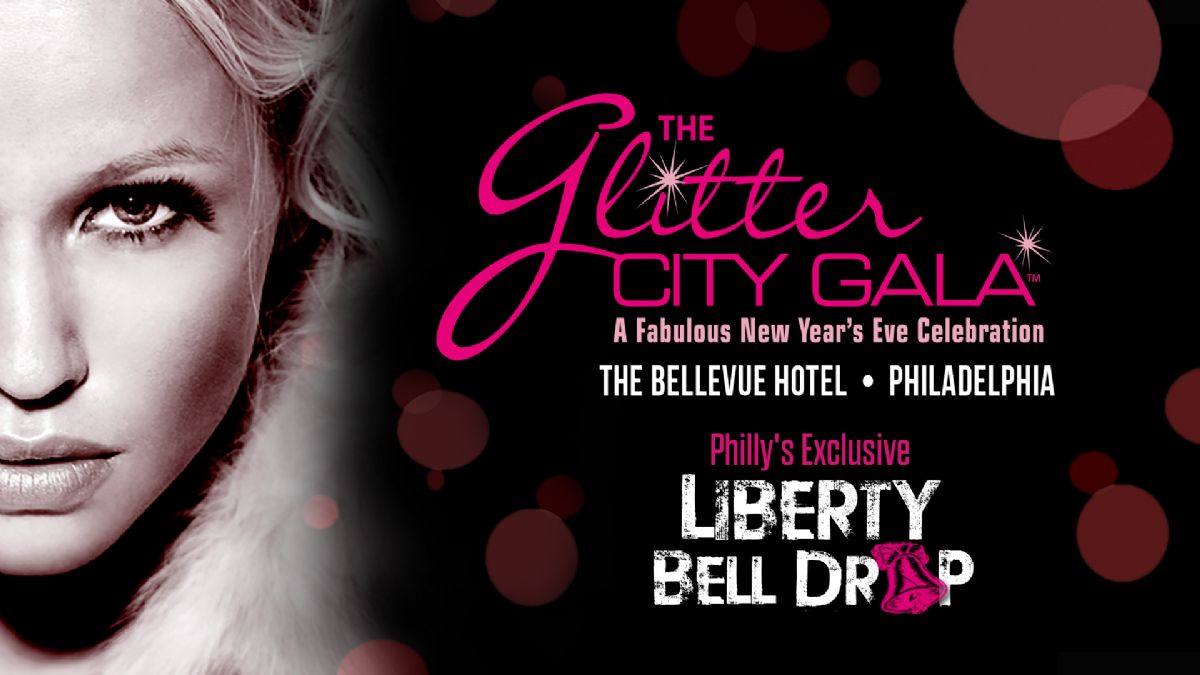 THE
Glitter
CITY GALA™
A Fabulous New Year's Eve Celebration
THE BELLEVUE HOTEL • PHILADELPHIA
Philly's Exclusive
LIBERTY
BELL DROP